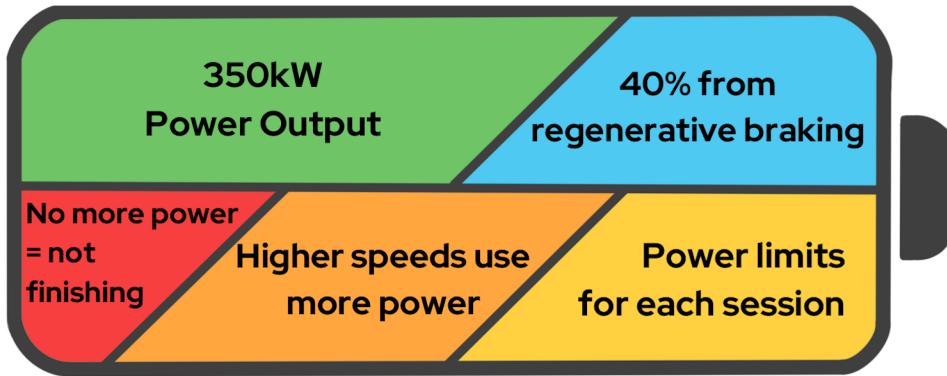 350kW
Power Output
40% from
regenerative braking
No more power
= not
finishing
Higher speeds use
more power
Power limits
for each session